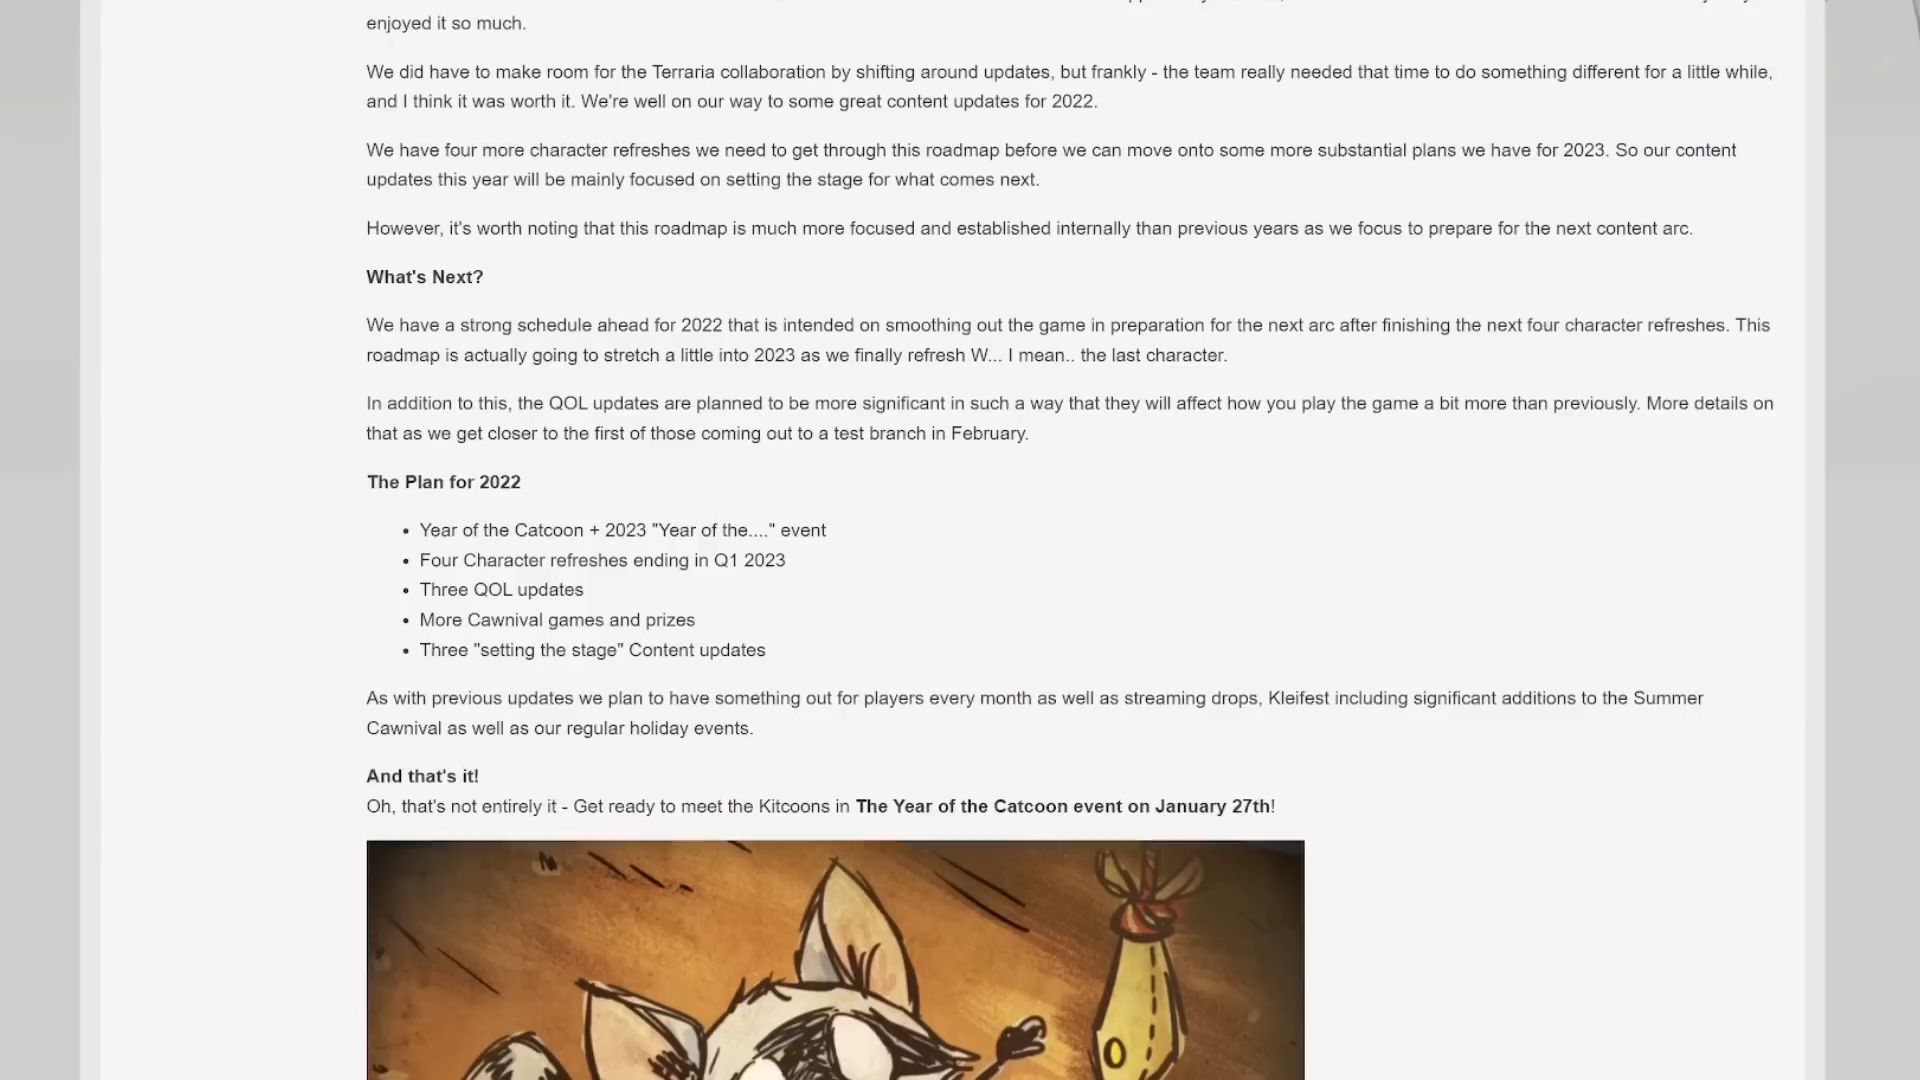 enjoyed it so much.
We did have to make room for the Terraria collaboration by shifting around updates, but frankly - the team really needed that time to do something different for a little while,
and I think it was worth it. We're well on our way to some great content updates for 2022.
We have four more character refreshes we need to get through this roadmap before we can move onto some more substantial plans we have for 2023. So our content
updates this year will be mainly focused on setting the stage for what comes next.
However, it's worth noting that this roadmap is much more focused and established internally than previous years as we focus to prepare for the next content arc.
What's Next?
We have a strong schedule ahead for 2022 that is intended on smoothing out the game in preparation for the next arc after finishing the next four character refreshes. This
roadmap is actually going to stretch a little into 2023 as we finally refresh W... I mean.. the last character.
In addition to this, the QOL updates are planned to be more significant in such a way that they will affect how you play the game a bit more than previously. More details on
that as we get closer to the first of those coming out to a test branch in February.
The Plan for 2022
• Year of the Catcoon + 2023 "Year of the...." event
• Four Character refreshes ending in Q1 2023
• Three QOL updates
• More Cawnival games and prizes
• Three "setting the stage" Content updates
As with previous updates we plan to have something out for players every month as well as streaming drops, Kleifest including significant additions to the Summer
Cawnival as well as our regular holiday events.
And that's it!
Oh, that's not entirely it - Get ready to meet the Kitcoons in The Year of the Catcoon event on January 27th!